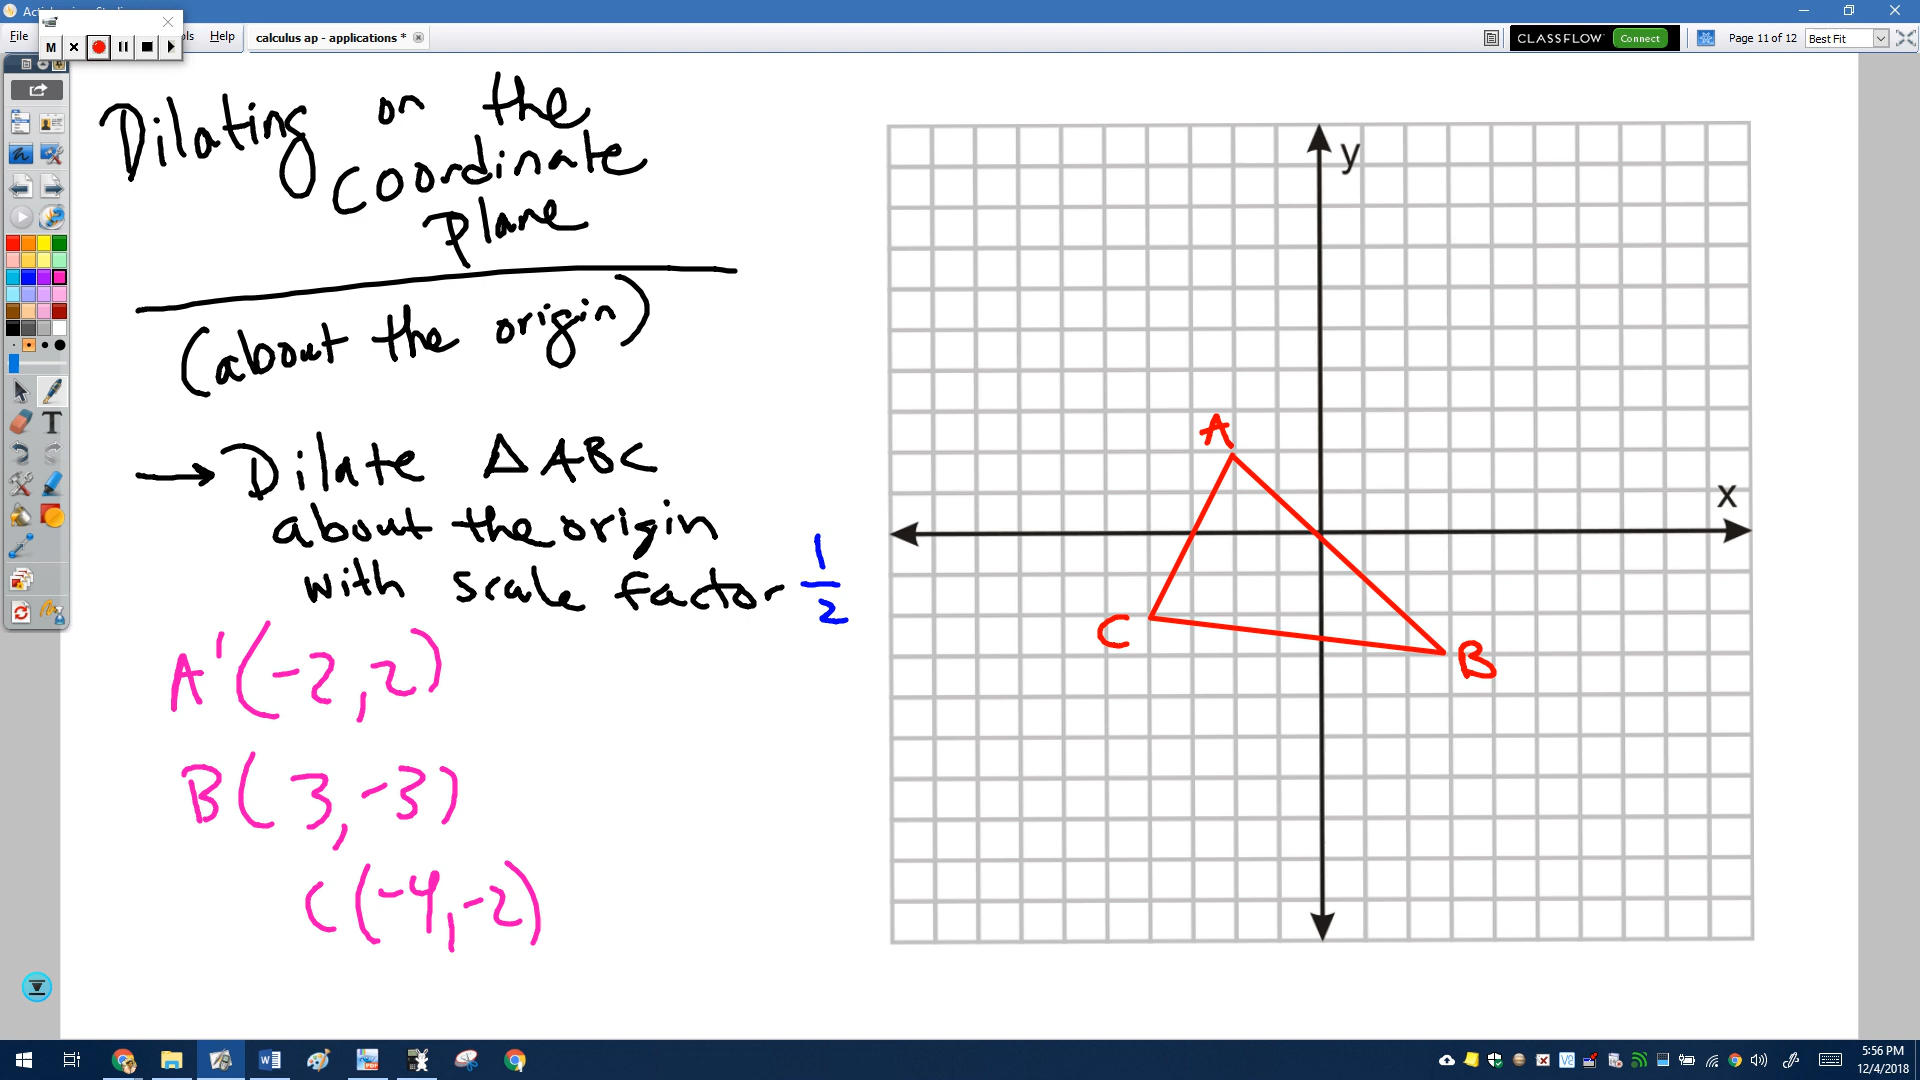 File
Help
calculus ap - applications *
CLASSFLOW
Connect
Page 11 of 12
Best Fit
M
Dilating on the
Coordinate
Plane
(about the origin)
→ Dilate △ABC
about the origin
with scale factor 1/2
A'(-2,2)
B(3,-3)
C(-4,-2)
y
x
A
C
B
5:56 PM
12/4/2018